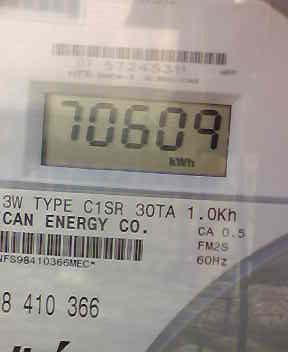 70609
kWh
3W TYPE C1SR 30TA 1.0Kh
CAN ENERGY CO.
CA 0.5
FM2S
60Hz
NFS98410366MEC*
8 410 366